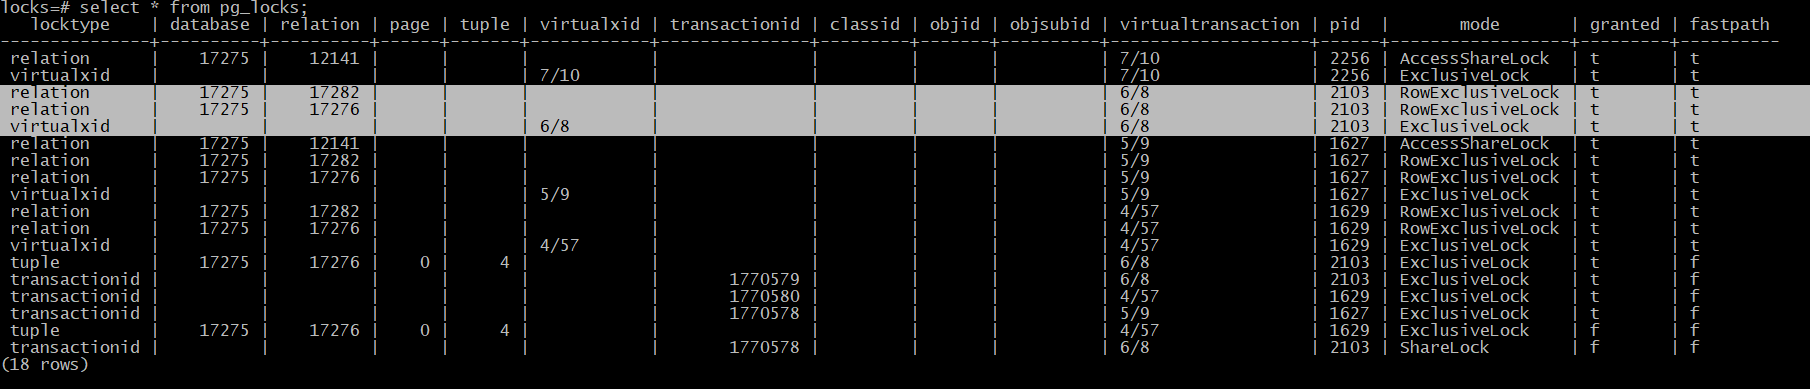 locks=# select * from pg_locks;
  locktype     | database | relation | page | tuple | virtualxid | transactionid | classid | objid | objsubid | virtualtransaction | pid  |       mode       | granted | fastpath
---------------+----------+----------+------+-------+------------+---------------+---------+-------+----------+--------------------+------+------------------+---------+----------
 relation      |    17275 |    12141 |      |       |            |               |         |       |          | 7/10               | 2256 | AccessShareLock  | t       | t
 virtualxid    |          |          |      |       | 7/10       |               |         |       |          | 7/10               | 2256 | ExclusiveLock    | t       | t
 relation      |    17275 |    17282 |      |       |            |               |         |       |          | 6/8                | 2103 | RowExclusiveLock | t       | t
 relation      |    17275 |    17276 |      |       |            |               |         |       |          | 6/8                | 2103 | RowExclusiveLock | t       | t
 virtualxid    |          |          |      |       | 6/8        |               |         |       |          | 6/8                | 2103 | ExclusiveLock    | t       | t
 relation      |    17275 |    12141 |      |       |            |               |         |       |          | 5/9                | 1627 | AccessShareLock  | t       | t
 relation      |    17275 |    17282 |      |       |            |               |         |       |          | 5/9                | 1627 | RowExclusiveLock | t       | t
 relation      |    17275 |    17276 |      |       |            |               |         |       |          | 5/9                | 1627 | RowExclusiveLock | t       | t
 virtualxid    |          |          |      |       | 5/9        |               |         |       |          | 5/9                | 1627 | ExclusiveLock    | t       | t
 relation      |    17275 |    17282 |      |       |            |               |         |       |          | 4/57               | 1629 | RowExclusiveLock | t       | t
 relation      |    17275 |    17276 |      |       |            |               |         |       |          | 4/57               | 1629 | RowExclusiveLock | t       | t
 virtualxid    |          |          |      |       | 4/57       |               |         |       |          | 4/57               | 1629 | ExclusiveLock    | t       | t
 tuple         |    17275 |    17276 |    0 |     4 |            |               |         |       |          | 6/8                | 2103 | ExclusiveLock    | t       | f
 transactionid |          |          |      |       |            |       1770579 |         |       |          | 6/8                | 2103 | ExclusiveLock    | t       | f
 transactionid |          |          |      |       |            |       1770580 |         |       |          | 4/57               | 1629 | ExclusiveLock    | t       | f
 transactionid |          |          |      |       |            |       1770578 |         |       |          | 5/9                | 1627 | ExclusiveLock    | t       | f
 tuple         |    17275 |    17276 |    0 |     4 |            |               |         |       |          | 4/57               | 1629 | ExclusiveLock    | f       | f
 transactionid |          |          |      |       |            |       1770578 |         |       |          | 6/8                | 2103 | ShareLock        | f       | f
(18 rows)